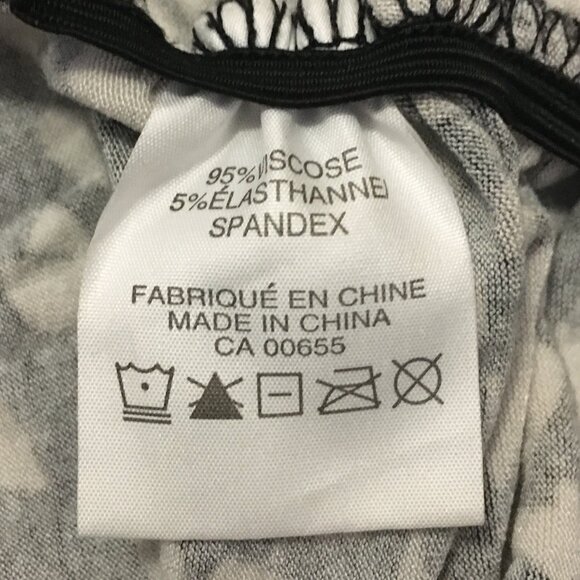 95% VISCOSE
5%ÉLASTHANNE
SPANDEX
FABRIQUÉ EN CHINE
MADE IN CHINA
CA 00655